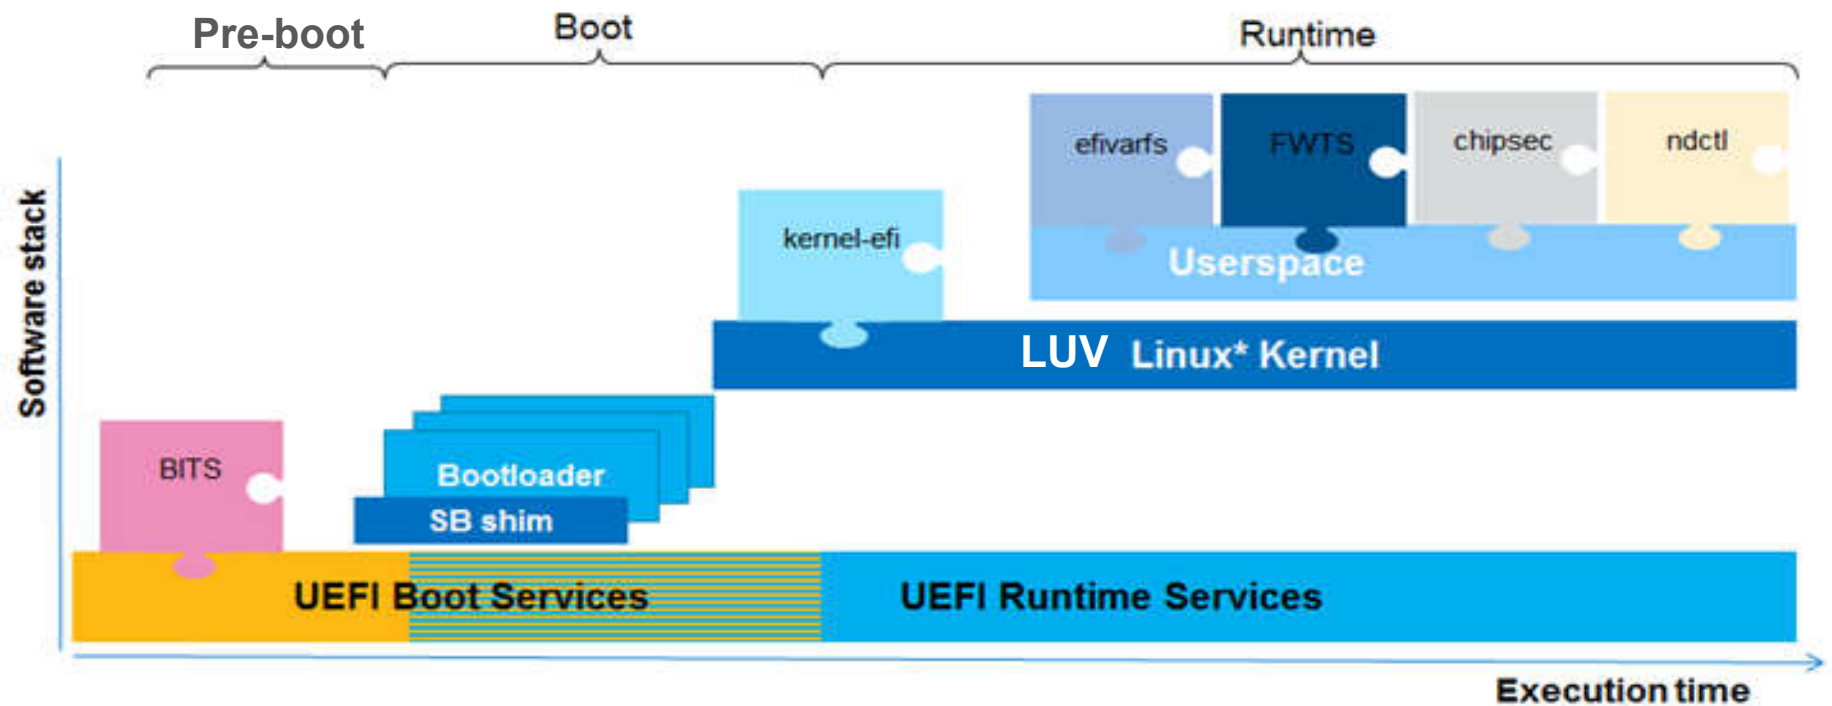 Pre-boot
Boot
Runtime
efivarfs
FWTS
chipsec
ndctl
kernel-efi
Userspace
Software stack
LUV Linux* Kernel
BITS
Bootloader
SB shim
UEFI Boot Services
UEFI Runtime Services
Execution time